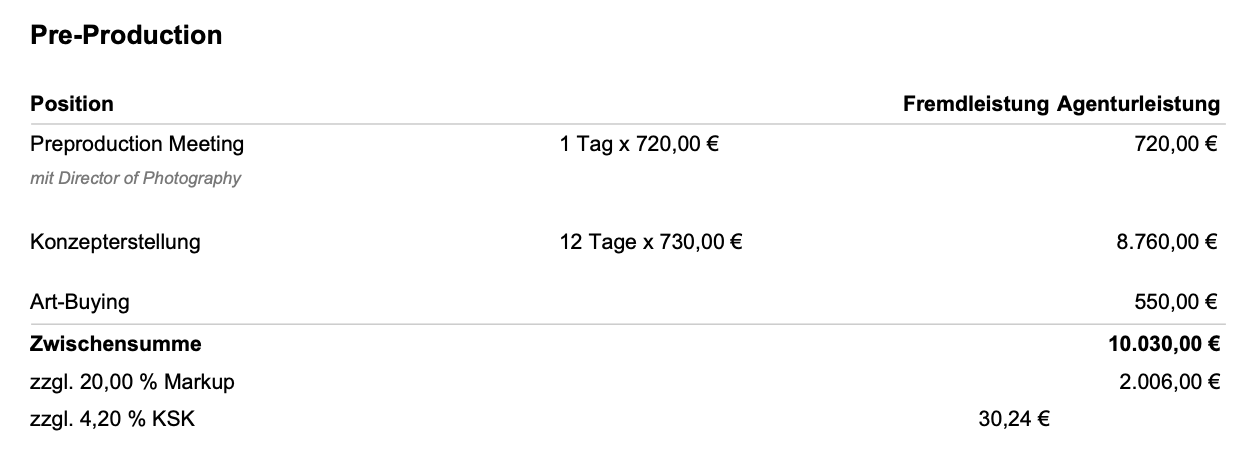 Pre-Production
Position Fremdleistung Agenturleistung
Preproduction Meeting 1 Tag x 720,00 € 720,00 €
mit Director of Photography
Konzepterstellung 12 Tage x 730,00 € 8.760,00 €
Art-Buying 550,00 €
Zwischensumme 10.030,00 €
zzgl. 20,00 % Markup 2.006,00 €
zzgl. 4,20 % KSK 30,24 €